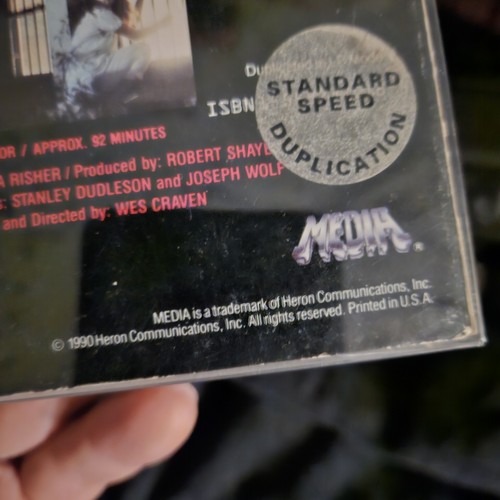 Du
ISBN
STANDARD
SPEED
DUPLICATION
OR / APPROX. 92 MINUTES
A RISHER / Produced by: ROBERT SHAYE
S: STANLEY DUDLESON and JOSEPH WOLF
and Directed by: WES CRAVEN
MEDIA
MEDIA is a trademark of Heron Communications, Inc.
© 1990 Heron Communications, Inc. All rights reserved. Printed in U.S.A.